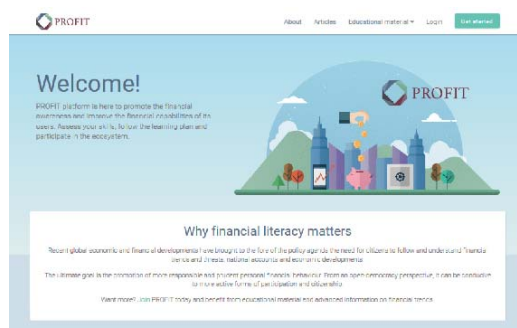 PROFIT
About Articles Educational material Login Get started
Welcome!
PROFIT platform is here to promote the financial
awareness and improve the financial capabilities of its
users. Assess your skills, follow the learning plan and
participate in the ecosystem.
PROFIT
Why financial literacy matters
Recent global economic and financial developments have brought to the fore of the policy agenda the need for citizens to follow and understand financial
trends and threats, national accounts and economic developments
The ultimate goal is the promotion of more responsible and prudent personal financial behaviour. From an open democracy perspective, it can be conducive
to more active forms of participation and citizenship
Want more? Join PROFIT today and benefit from educational material and advanced information on financial trends